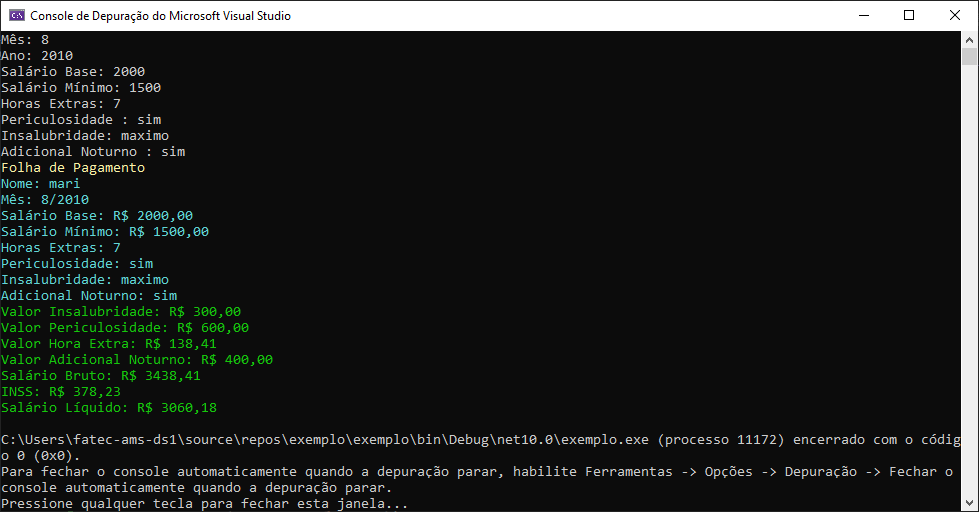 Console de Depuração do Microsoft Visual Studio
Mês: 8
Ano: 2010
Salário Base: 2000
Salário Mínimo: 1500
Horas Extras: 7
Periculosidade : sim
Insalubridade: maximo
Adicional Noturno : sim
Folha de Pagamento
Nome: mari
Mês: 8/2010
Salário Base: R$ 2000,00
Salário Mínimo: R$ 1500,00
Horas Extras: 7
Periculosidade: sim
Insalubridade: maximo
Adicional Noturno: sim
Valor Insalubridade: R$ 300,00
Valor Periculosidade: R$ 600,00
Valor Hora Extra: R$ 138,41
Valor Adicional Noturno: R$ 400,00
Salário Bruto: R$ 3438,41
INSS: R$ 378,23
Salário Líquido: R$ 3060,18
C:\Users\fatec-ams-ds1\source\repos\exemplo\exemplo\bin\Debug\net10.0\exemplo.exe (processo 11172) encerrado com o códig
o 0 (0x0).
Para fechar o console automaticamente quando a depuração parar, habilite Ferramentas -> Opções -> Depuração -> Fechar o
console automaticamente quando a depuração parar.
Pressione qualquer tecla para fechar esta janela...